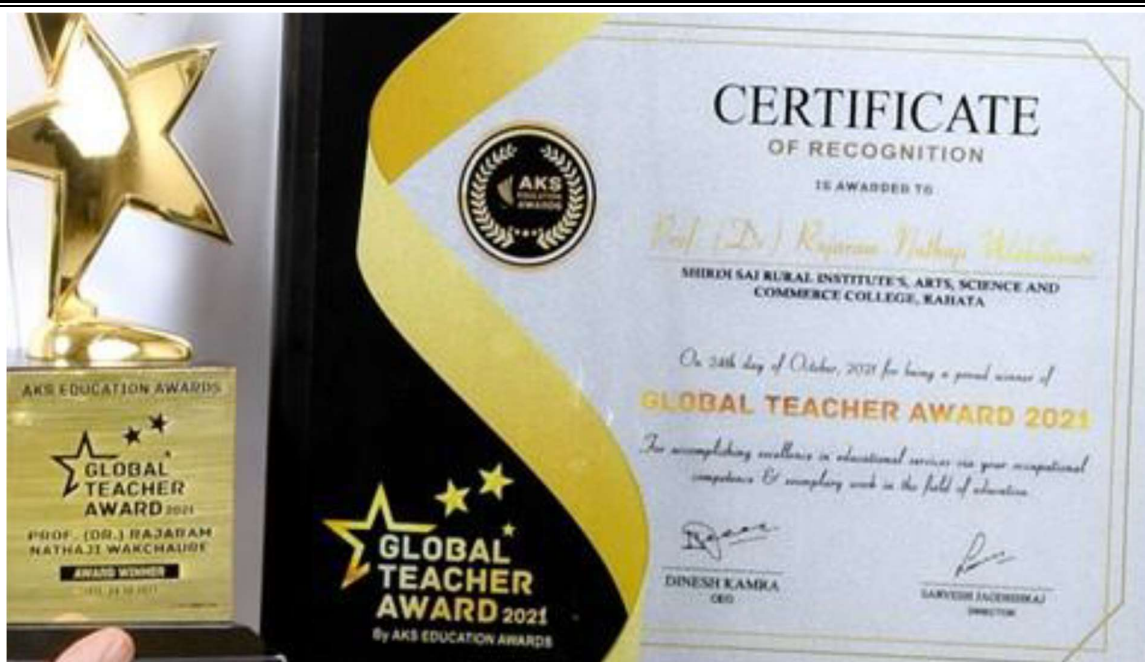 AKS EDUCATION AWARDS
GLOBAL
TEACHER
AWARD 2021
PROF. (DR.) RAJARAM
NATHAJI WAKCHAURE
AWARD WINNER
AKS
EDUCATION
AWARDS
GLOBAL
TEACHER
AWARD 2021
By AKS EDUCATION AWARDS
CERTIFICATE
OF RECOGNITION
IS AWARDED TO
Prof. (Dr.) Rajaram Nathaji Wakchaure
SHIRDI SAI RURAL INSTITUTE'S, ARTS, SCIENCE AND
COMMERCE COLLEGE, RAHATA
On 24th day of October, 2021 for being a proud winner of
GLOBAL TEACHER AWARD 2021
For accomplishing excellence in educational services via your occupational
competence & exemplary work in the field of education
DINESH KAMRA
CEO
SARVESH
DIRECTOR